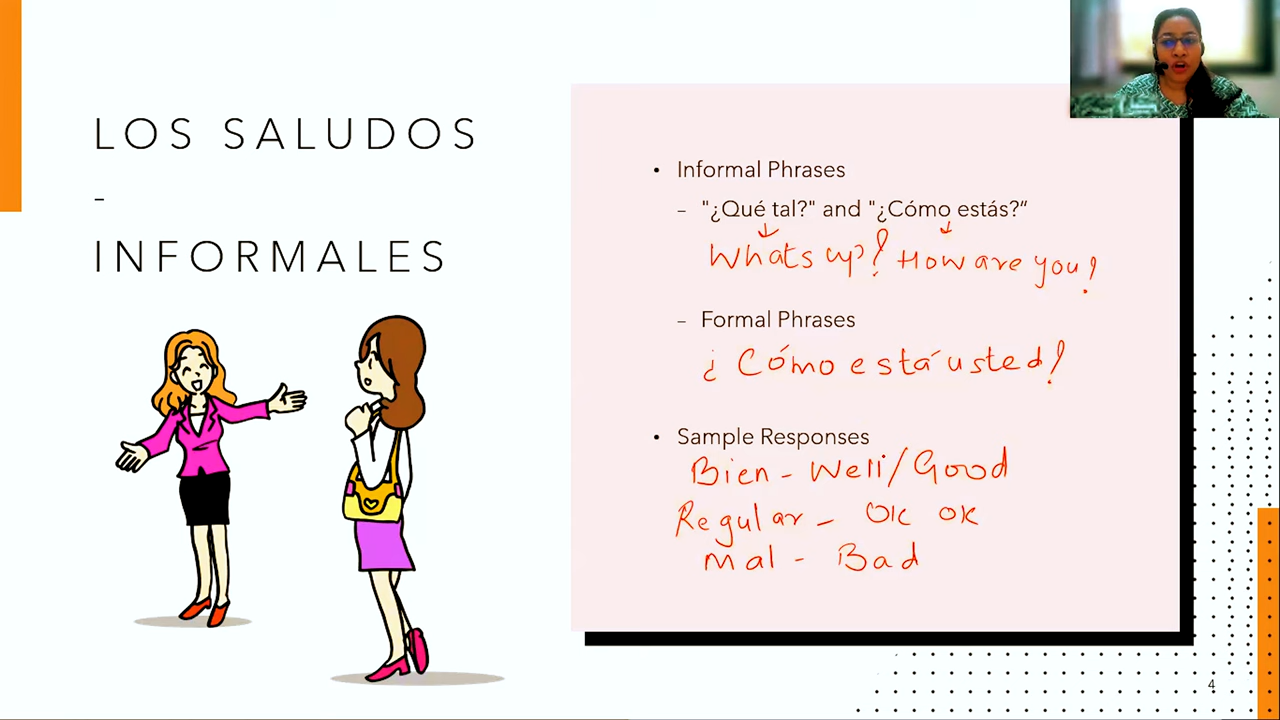 LOS SALUDOS
-
INFORMALES
• Informal Phrases
– "¿Qué tal?" and "¿Cómo estás?“
Whats up? How are you?
– Formal Phrases
¿Cómo está usted?
• Sample Responses
Bien - Well/Good
Regular - OK OK
Mal - Bad
4